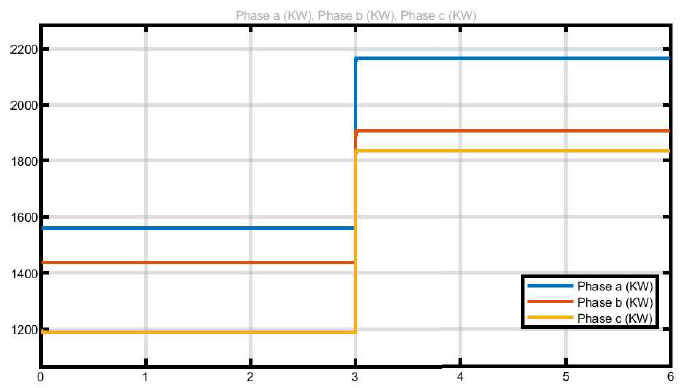 Phase a (KW), Phase b (KW), Phase c (KW)
2200
2000
1800
1600
1400
1200
0 1 2 3 4 5 6
Phase a (KW)
Phase b (KW)
Phase c (KW)